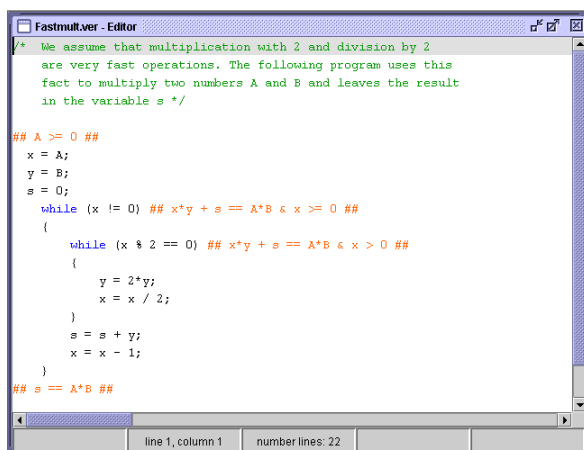 Fastmult.ver - Editor
/*  We assume that multiplication with 2 and division by 2
    are very fast operations. The following program uses this
    fact to multiply two numbers A and B and leaves the result
    in the variable s */
## A >= 0 ##
  x = A;
  y = B;
  s = 0;
    while (x != 0) ## x*y + s == A*B & x >= 0 ##
    {
        while (x % 2 == 0) ## x*y + s == A*B & x > 0 ##
        {
            y = 2*y;
            x = x / 2;
        }
        s = s + y;
        x = x - 1;
    }
## s == A*B ##
line 1, column 1    number lines: 22